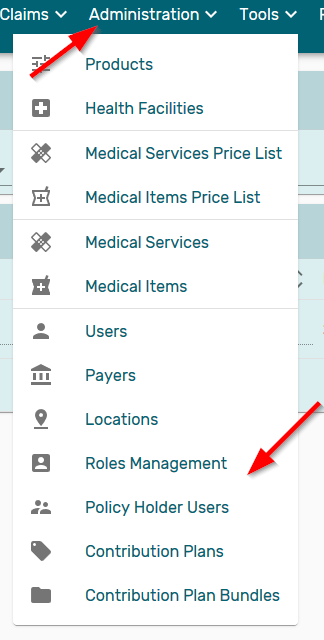 Claims Administration Tools
Products
Health Facilities
Medical Services Price List
Medical Items Price List
Medical Services
Medical Items
Users
Payers
Locations
Roles Management
Policy Holder Users
Contribution Plans
Contribution Plan Bundles